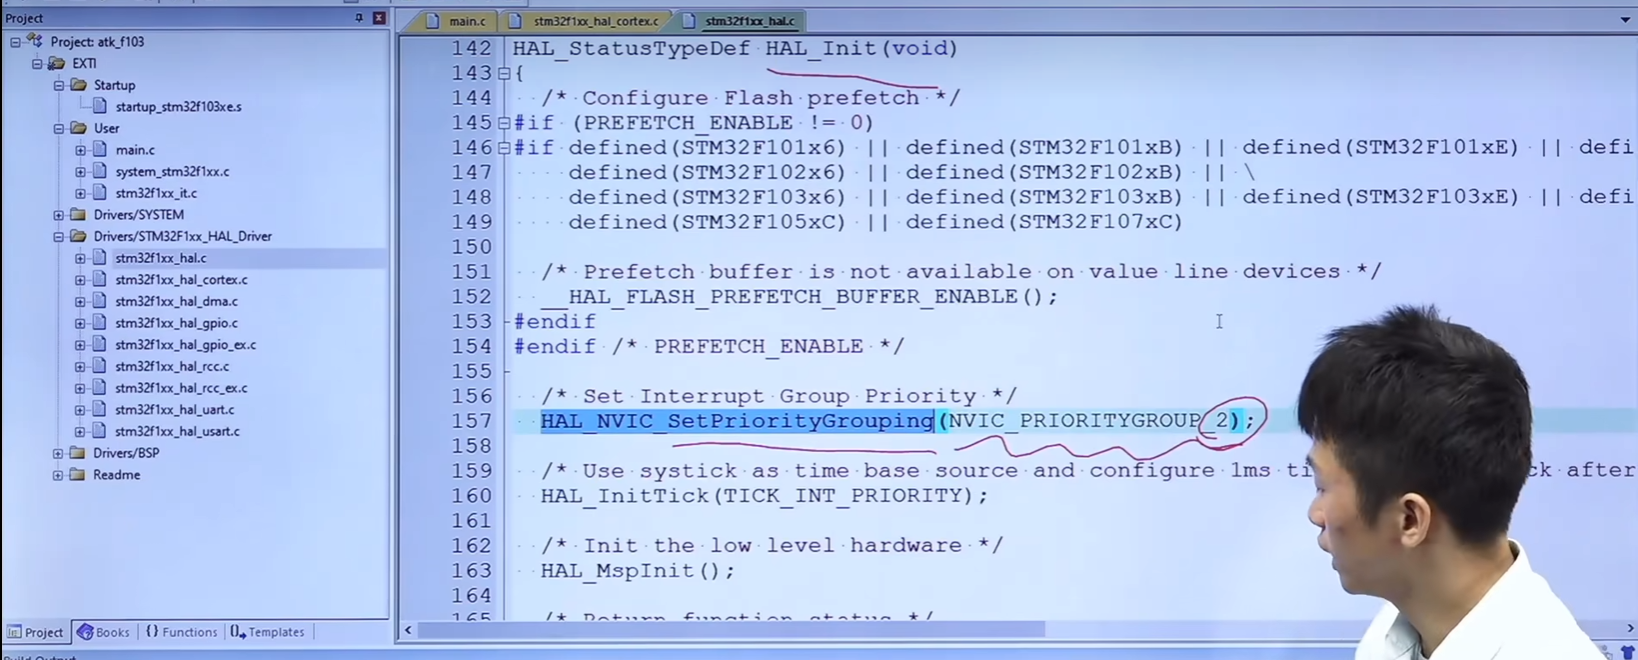 Project
main.c
stm32f1xx_hal_cortex.c
stm32f1xx_hal.c
Project: atk_f103
EXTI
Startup
startup_stm32f103xe.s
User
main.c
system_stm32f1xx.c
stm32f1xx_it.c
Drivers/SYSTEM
Drivers/STM32F1xx_HAL_Driver
stm32f1xx_hal.c
stm32f1xx_hal_cortex.c
stm32f1xx_hal_dma.c
stm32f1xx_hal_gpio.c
stm32f1xx_hal_gpio_ex.c
stm32f1xx_hal_rcc.c
stm32f1xx_hal_rcc_ex.c
stm32f1xx_hal_uart.c
stm32f1xx_hal_usart.c
Drivers/BSP
Readme
Project Books {} Functions Templates
142 HAL_StatusTypeDef HAL_Init(void)
143 {
144 /* Configure Flash prefetch */
145 #if (PREFETCH_ENABLE != 0)
146 #if defined(STM32F101x6) || defined(STM32F101xB) || defined(STM32F101xE) || defi
147 defined(STM32F102x6) || defined(STM32F102xB) || \
148 defined(STM32F103x6) || defined(STM32F103xB) || defined(STM32F103xE) || defi
149 defined(STM32F105xC) || defined(STM32F107xC)
150
151 /* Prefetch buffer is not available on value line devices */
152 __HAL_FLASH_PREFETCH_BUFFER_ENABLE();
153 #endif
154 #endif /* PREFETCH_ENABLE */
155
156 /* Set Interrupt Group Priority */
157 HAL_NVIC_SetPriorityGrouping(NVIC_PRIORITYGROUP_2);
158
159 /* Use systick as time base source and configure 1ms ti ck after
160 HAL_InitTick(TICK_INT_PRIORITY);
161
162 /* Init the low level hardware */
163 HAL_MspInit();
164
165 /* Return function status */